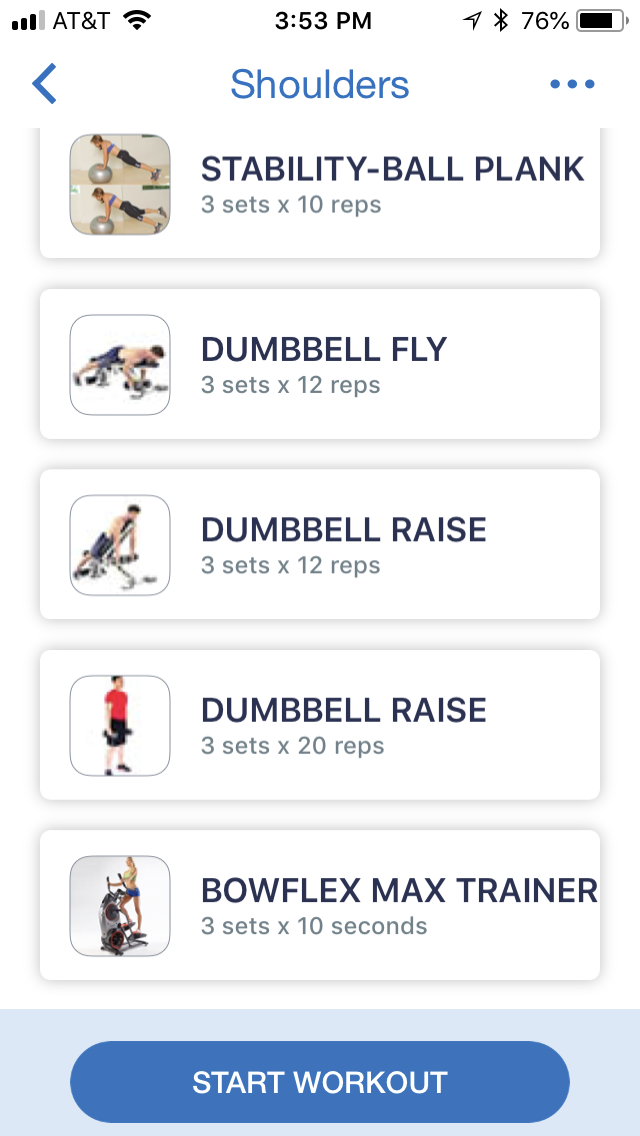 AT&T 3:53 PM 76%
Shoulders
STABILITY-BALL PLANK
3 sets x 10 reps
DUMBBELL FLY
3 sets x 12 reps
DUMBBELL RAISE
3 sets x 12 reps
DUMBBELL RAISE
3 sets x 20 reps
BOWFLEX MAX TRAINER
3 sets x 10 seconds
START WORKOUT